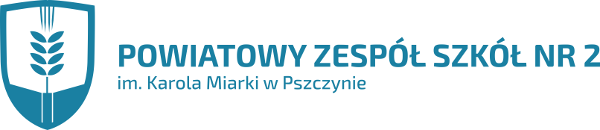 POWIATOWY ZESPÓŁ SZKÓŁ NR 2
im. Karola Miarki w Pszczynie